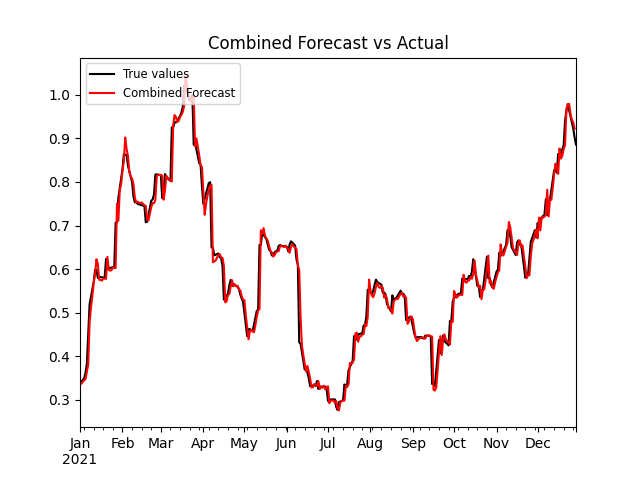 Combined Forecast vs Actual
True values
Combined Forecast
1.0
0.9
0.8
0.7
0.6
0.5
0.4
0.3
Jan Feb Mar Apr May Jun Jul Aug Sep Oct Nov Dec
2021